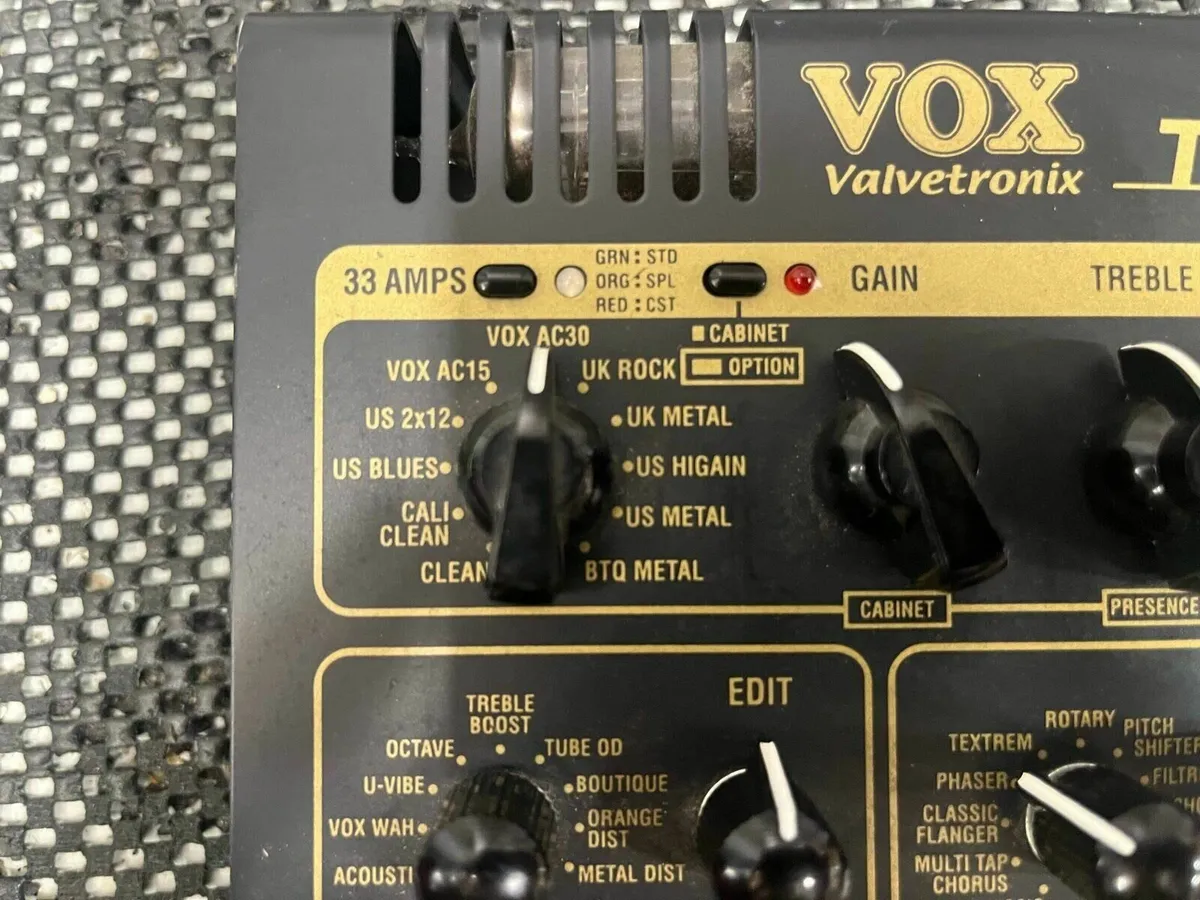 VOX
Valvetronix
33 AMPS
GRN : STD
ORG : SPL
RED : CST
GAIN
TREBLE
CABINET
OPTION
VOX AC30
VOX AC15
UK ROCK
US 2x12
UK METAL
US BLUES
US HIGAIN
CALI
CLEAN
US METAL
CLEAN
BTQ METAL
CABINET
PRESENCE
EDIT
TREBLE
BOOST
OCTAVE
TUBE OD
U-VIBE
BOUTIQUE
VOX WAH
ORANGE
DIST
ACOUSTI
METAL DIST
ROTARY
PITCH
SHIFTER
TEXTREM
PHASER
FILTR
CLASSIC
FLANGER
MULTI TAP
CHORUS